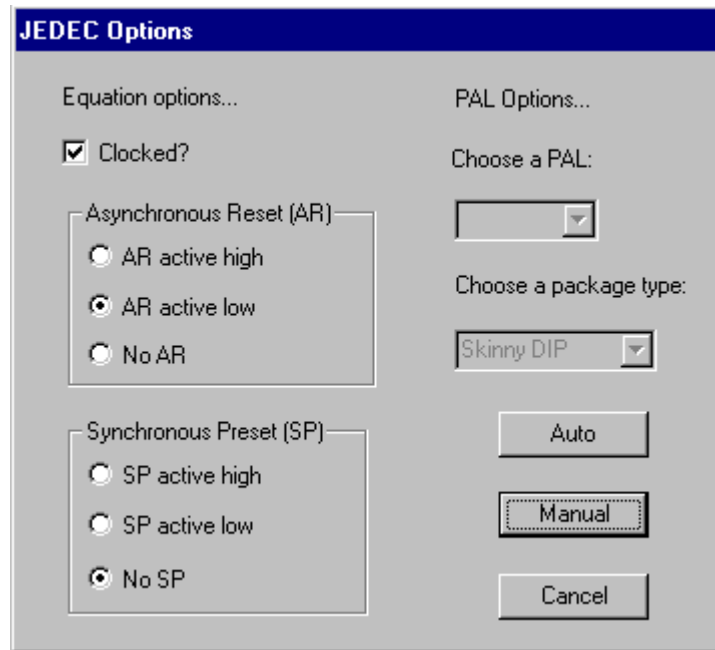 JEDEC Options
Equation options...
Clocked?
Asynchronous Reset (AR)
AR active high
AR active low
No AR
Synchronous Preset (SP)
SP active high
SP active low
No SP
PAL Options...
Choose a PAL:
Choose a package type:
Skinny DIP
Auto
Manual
Cancel